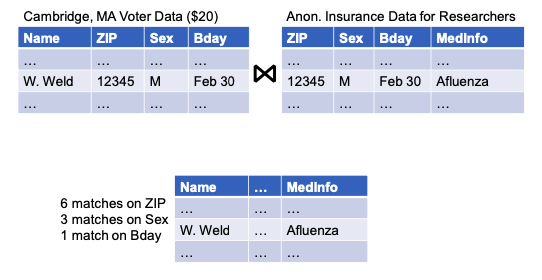 Cambridge, MA Voter Data ($20)
Name ZIP Sex Bday
... ... ... ...
W. Weld 12345 M Feb 30
... ... ... ...
⋈
Anon. Insurance Data for Researchers
ZIP Sex Bday MedInfo
... ... ... ...
12345 M Feb 30 Afluenza
... ... ... ...
6 matches on ZIP
3 matches on Sex
1 match on Bday
Name ... MedInfo
... ... ...
W. Weld ... Afluenza
... ... ...